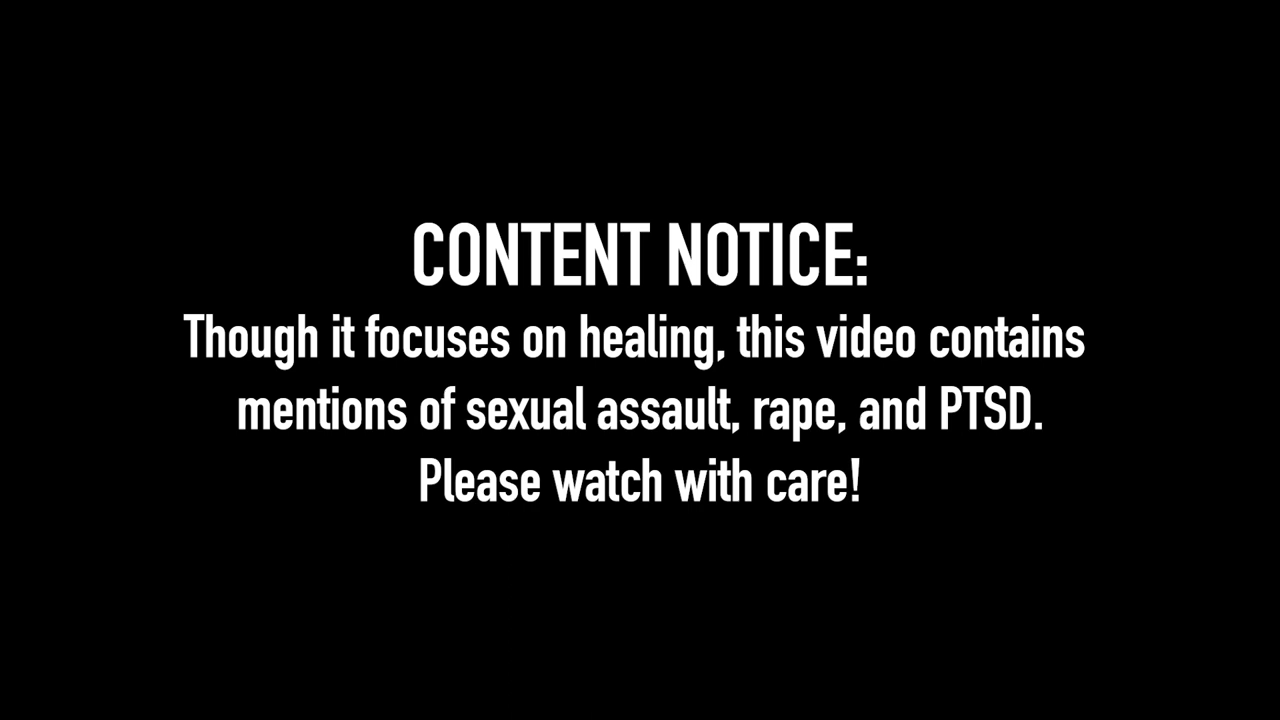 CONTENT NOTICE:
Though it focuses on healing, this video contains
mentions of sexual assault, rape, and PTSD.
Please watch with care!